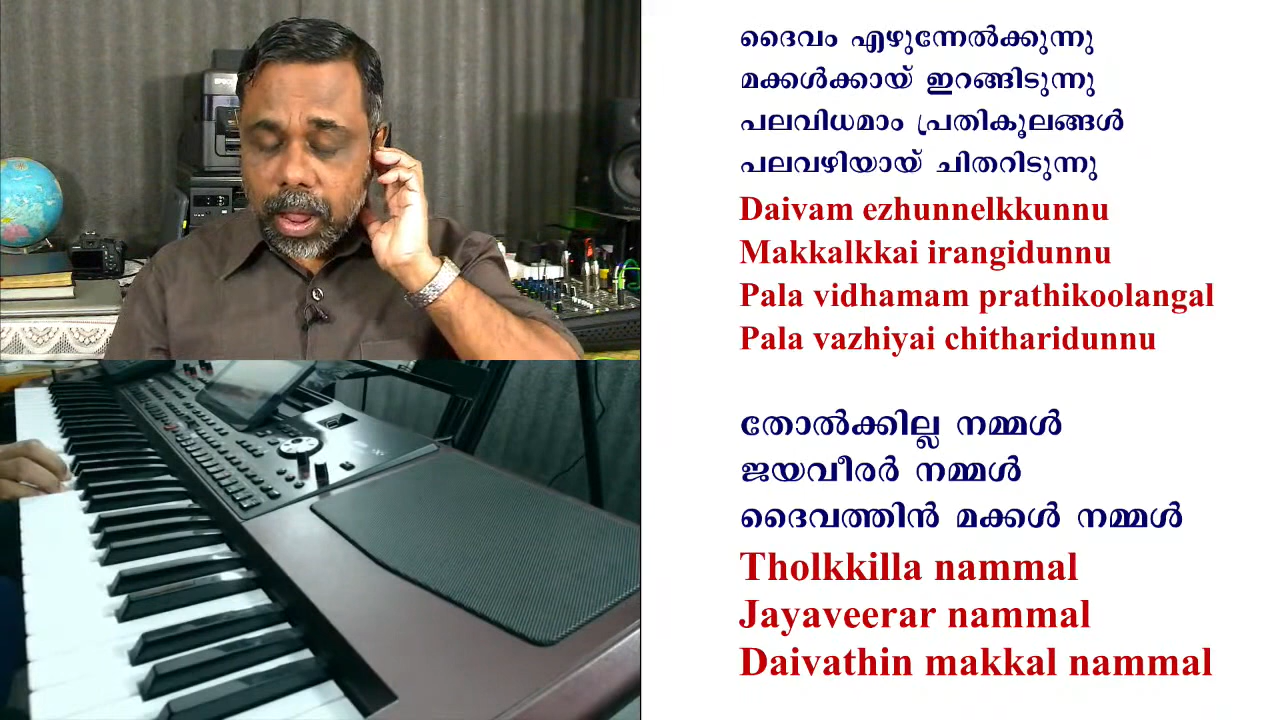 ദൈവം എഴുന്നേൽക്കുന്നു
മക്കൾക്കായ് ഇറങ്ങിടുന്നു
പലവിധമാം പ്രതികൂലങ്ങൾ
പലവഴിയായ് ചിതറിടുന്നു
Daivam ezhunnelkkunnu
Makkalkkai irangidunnu
Pala vidhamam prathikoolangal
Pala vazhiyai chitharidunnu
തോൽക്കില്ല നമ്മൾ
ജയവീരർ നമ്മൾ
ദൈവത്തിൻ മക്കൾ നമ്മൾ
Tholkkilla nammal
Jayaveerar nammal
Daivathin makkal nammal